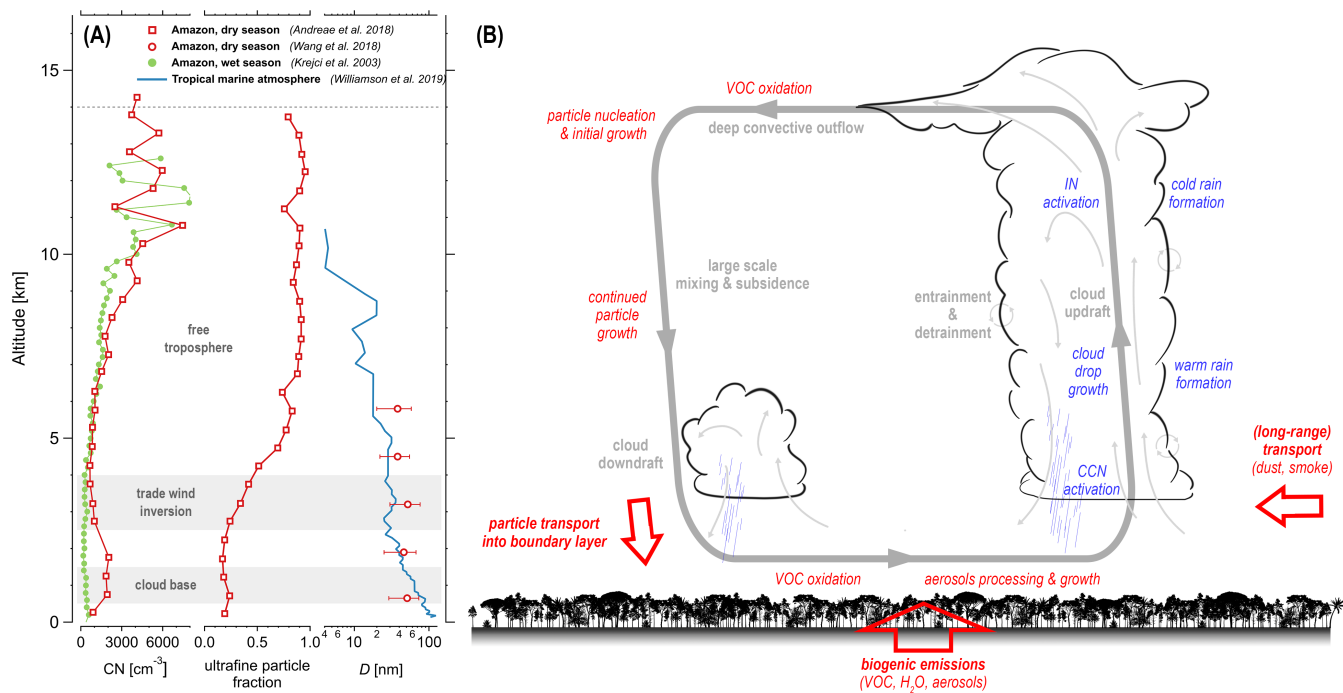 (A)
Amazon, dry season (Andreae et al. 2018)
Amazon, dry season (Wang et al. 2018)
Amazon, wet season (Krejci et al. 2003)
Tropical marine atmosphere (Williamson et al. 2019)
15
10
5
0
Altitude [km]
free
troposphere
trade wind
inversion
cloud base
0
3000
6000
CN [cm⁻³]
0.0
0.5
1.0
ultrafine particle
fraction
4 6
10
2
4 6
100
D [nm]
(B)
VOC oxidation
particle nucleation
& initial growth
deep convective outflow
IN
activation
cold rain
formation
large scale
mixing & subsidence
continued
particle
growth
entrainment
&
detrainment
cloud
updraft
cloud
drop
growth
warm rain
formation
cloud
downdraft
CCN
activation
(long-range)
transport
(dust, smoke)
particle transport
into boundary layer
VOC oxidation
aerosols processing & growth
biogenic emissions
(VOC, H₂O, aerosols)